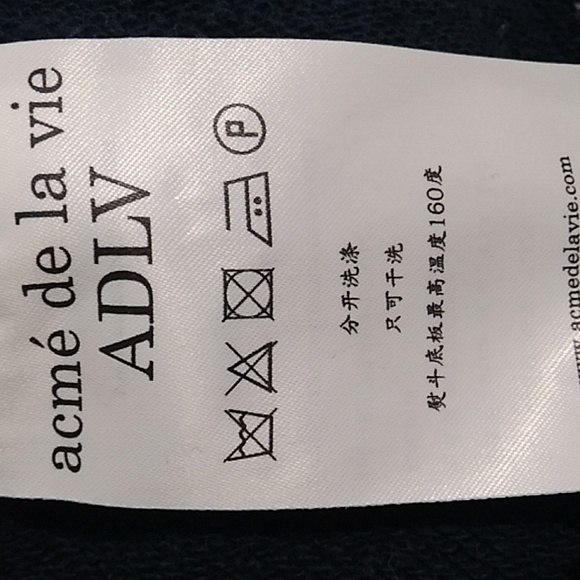 acmé de la vie
ADLV
P
分开洗涤
只可干洗
熨斗底板最高温度160度
www.acmedelavie.com